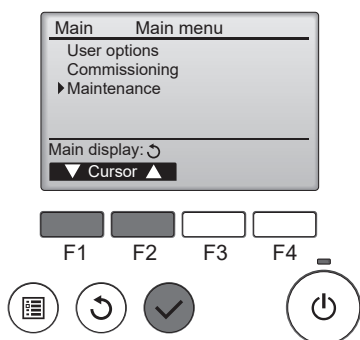 Main Main menu
User options
Commissioning
Maintenance
Main display:
Cursor
F1 F2 F3 F4